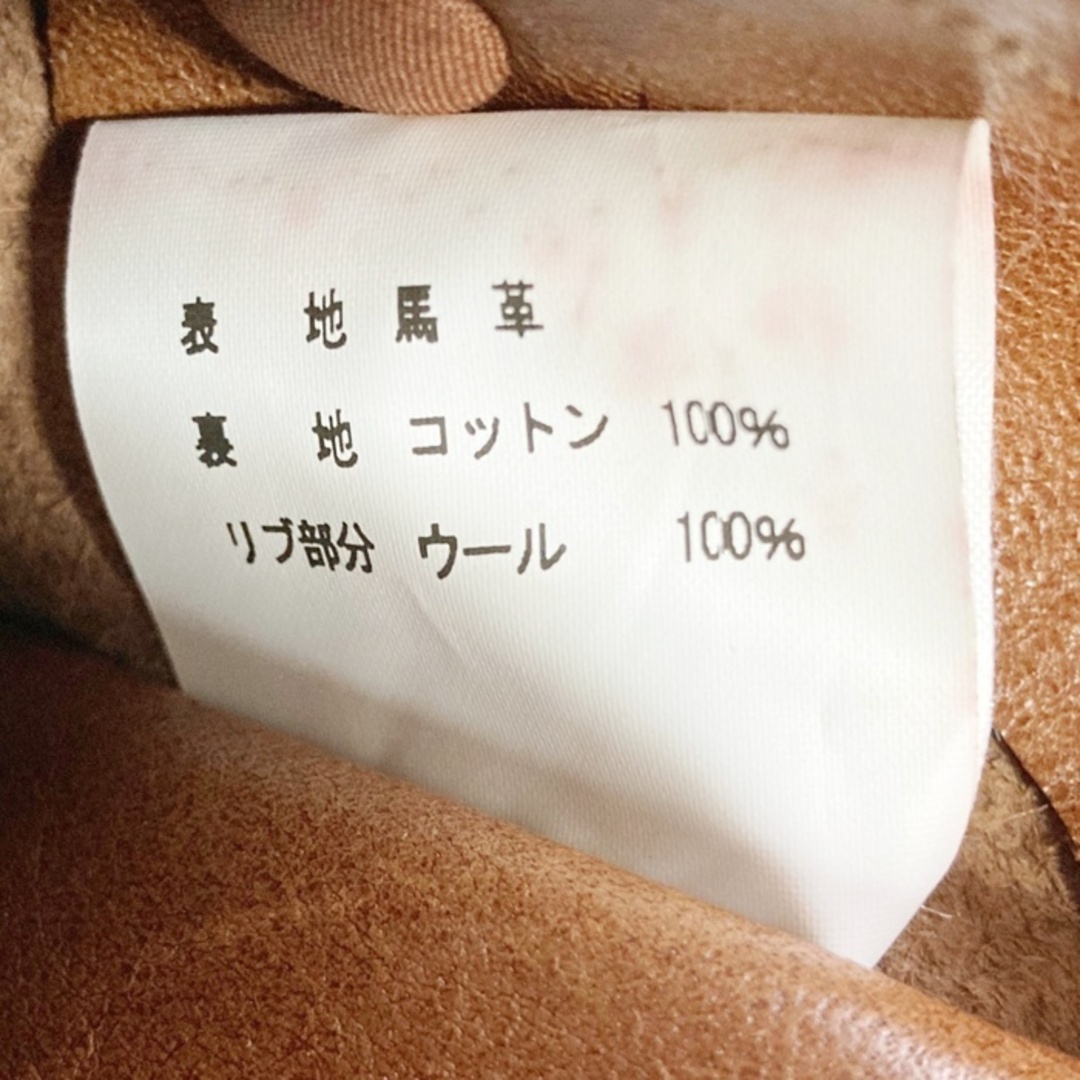 表 地 馬 革
裏 地 コットン 100%
リブ部分 ウール 100%